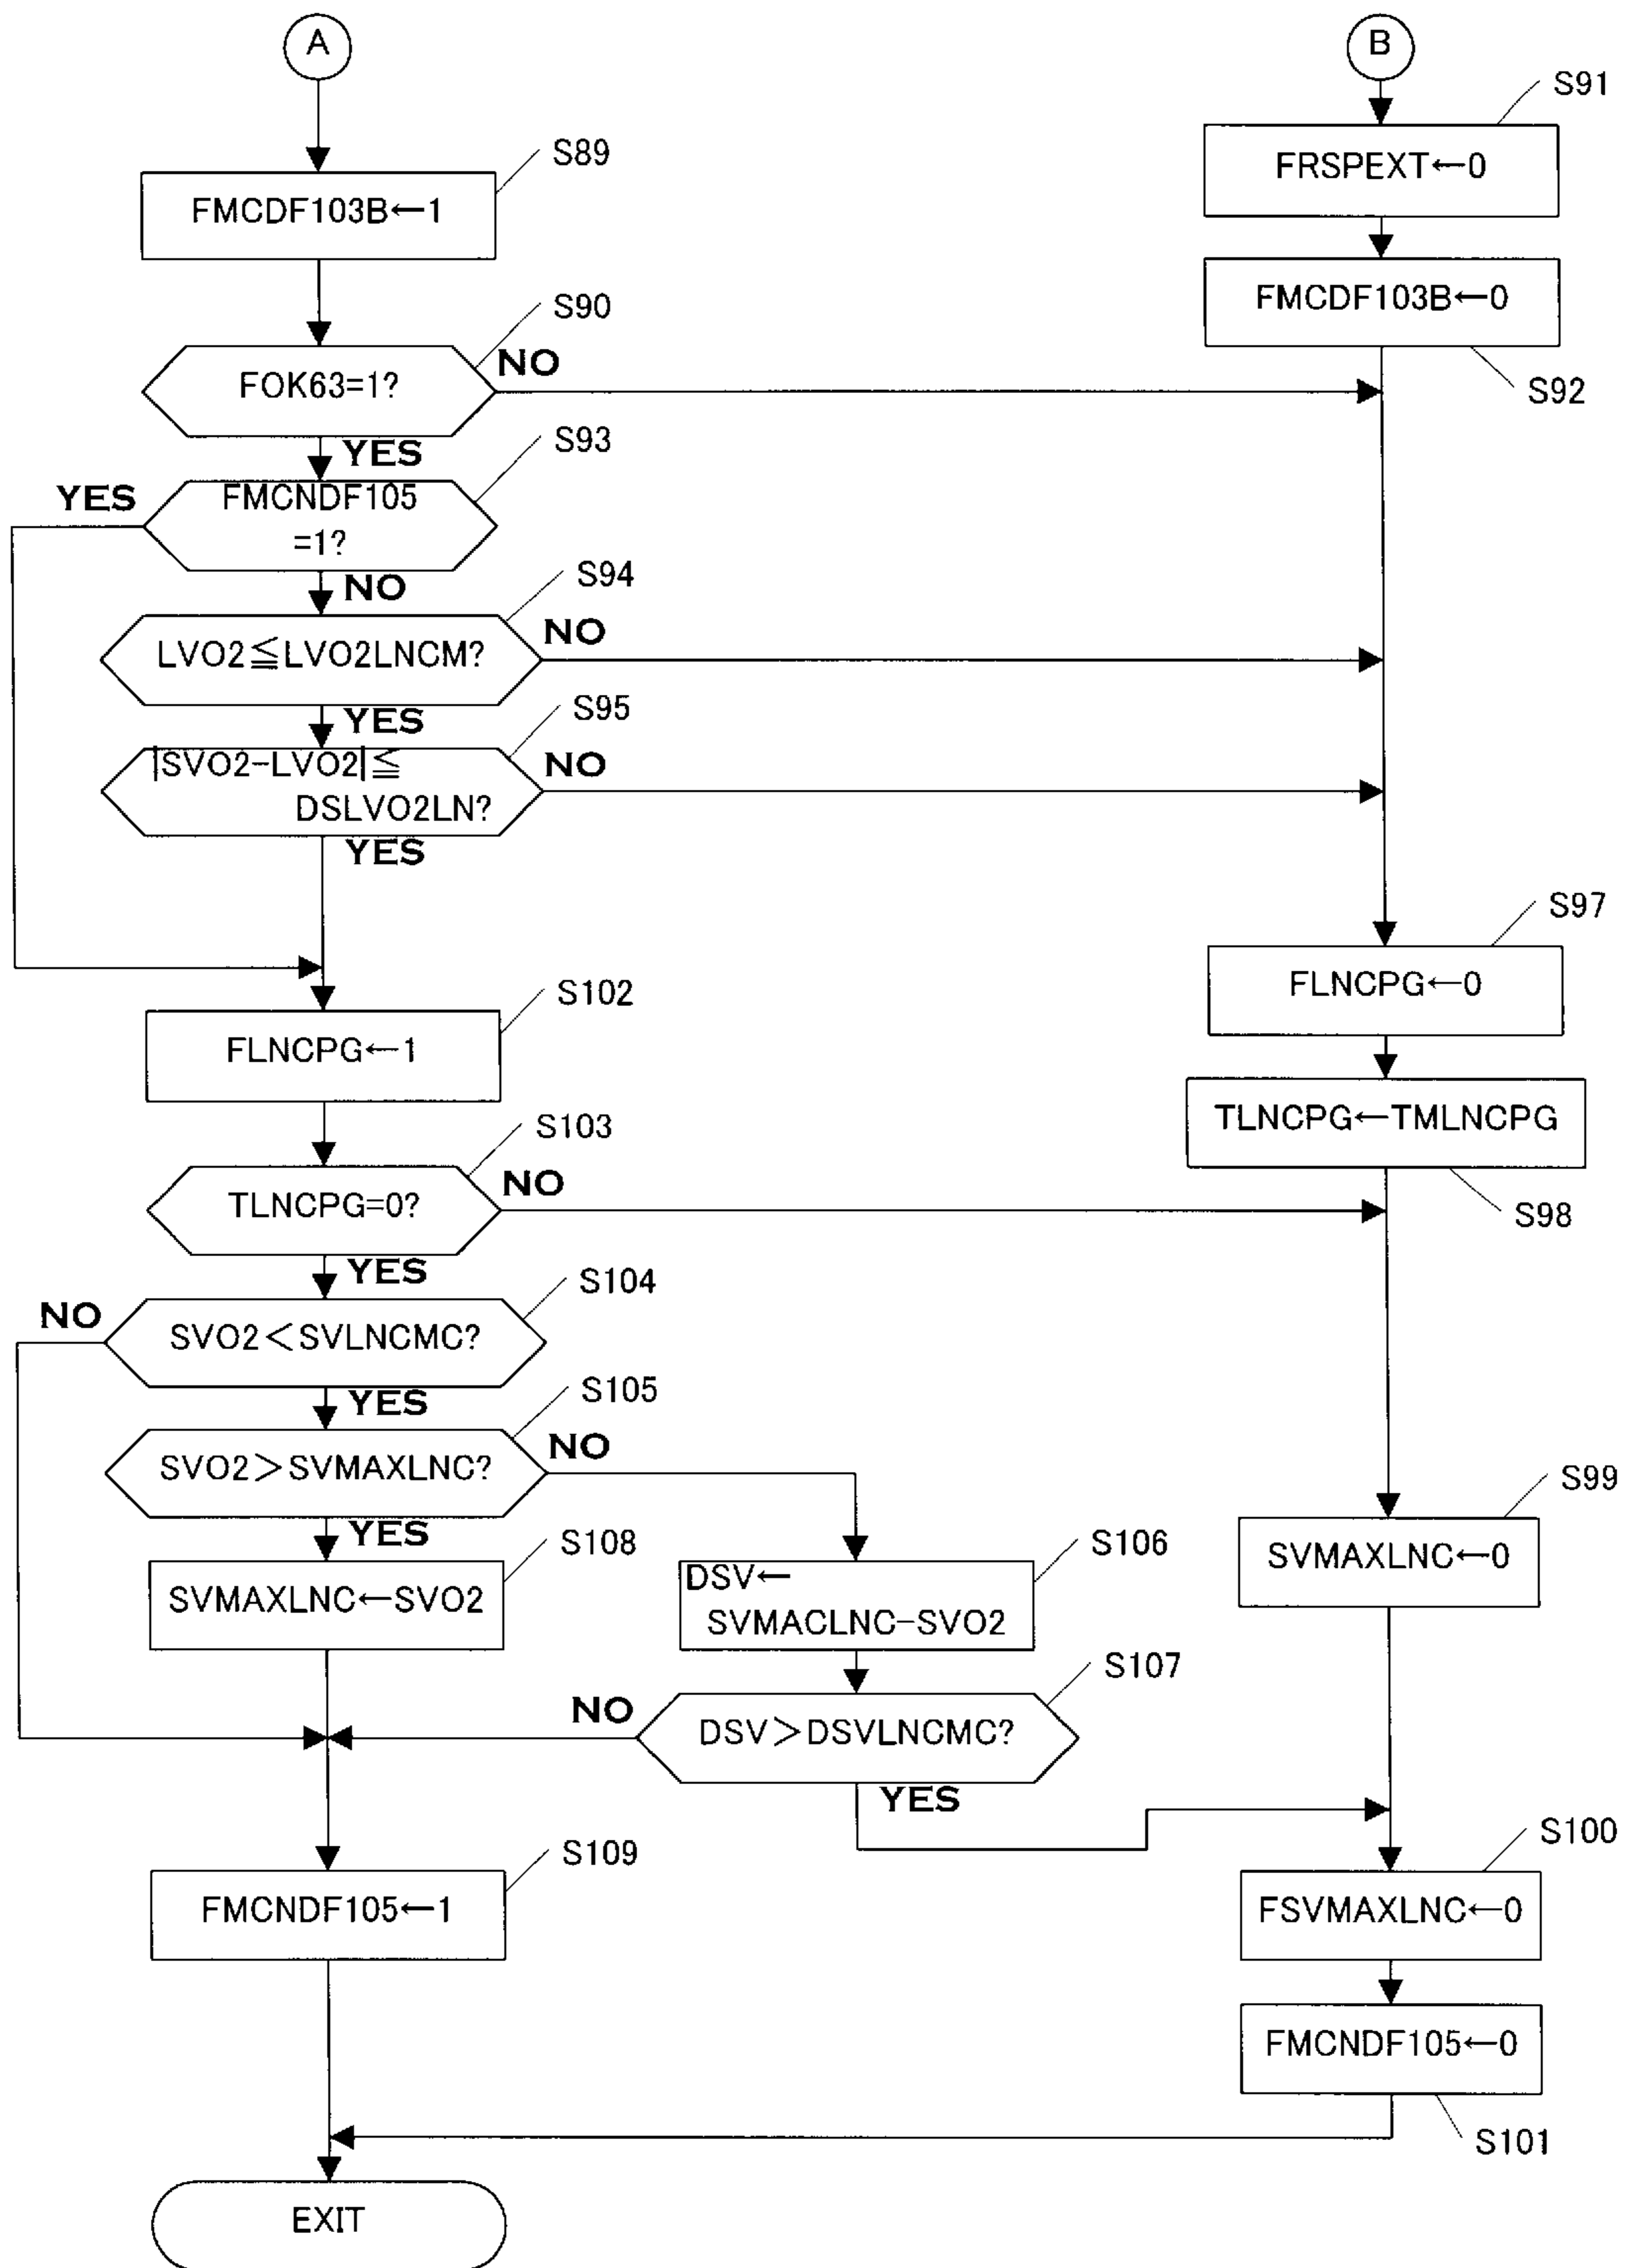 A
S89
FMCDF103B←1
S90
FOK63=1?
NO
YES
S93
FMCNDF105
=1?
YES
NO
S94
LVO2≦LVO2LNCM?
NO
YES
S95
|SVO2-LVO2|≦
DSLVO2LN?
NO
YES
S102
FLNCPG←1
S103
TLNCPG=0?
NO
YES
S104
SVO2<SVLNCMC?
NO
YES
S105
SVO2>SVMAXLNC?
NO
YES
S108
SVMAXLNC←SVO2
S106
DSV←
SVMACLNC-SVO2
S107
DSV>DSVLNCMC?
NO
YES
S109
FMCNDF105←1
EXIT
B
S91
FRSPEXT←0
FMCDF103B←0
S92
S97
FLNCPG←0
TLNCPG←TMLNCPG
S98
S99
SVMAXLNC←0
S100
FSVMAXLNC←0
FMCNDF105←0
S101